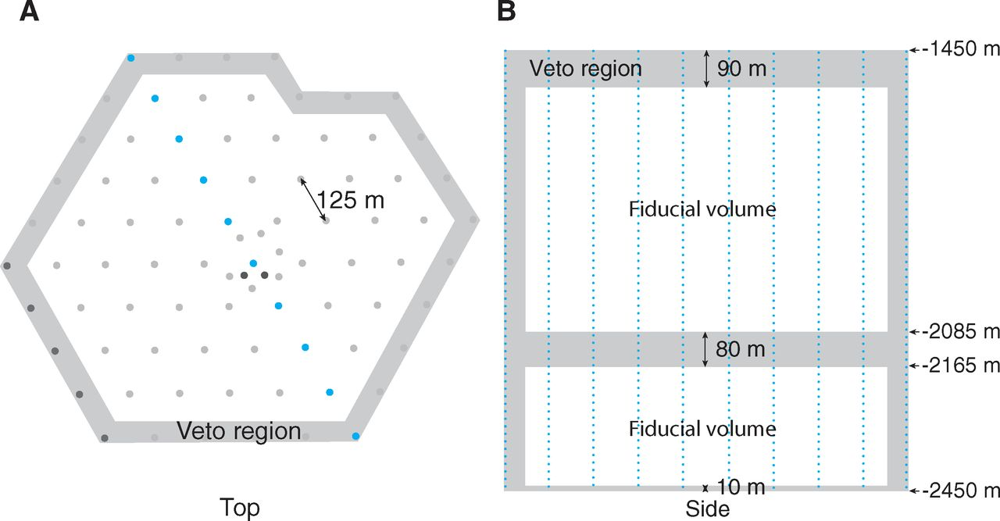 A
B
-1450 m
Veto region
90 m
125 m
Fiducial volume
-2085 m
80 m
-2165 m
Veto region
Fiducial volume
10 m
-2450 m
Top
Side